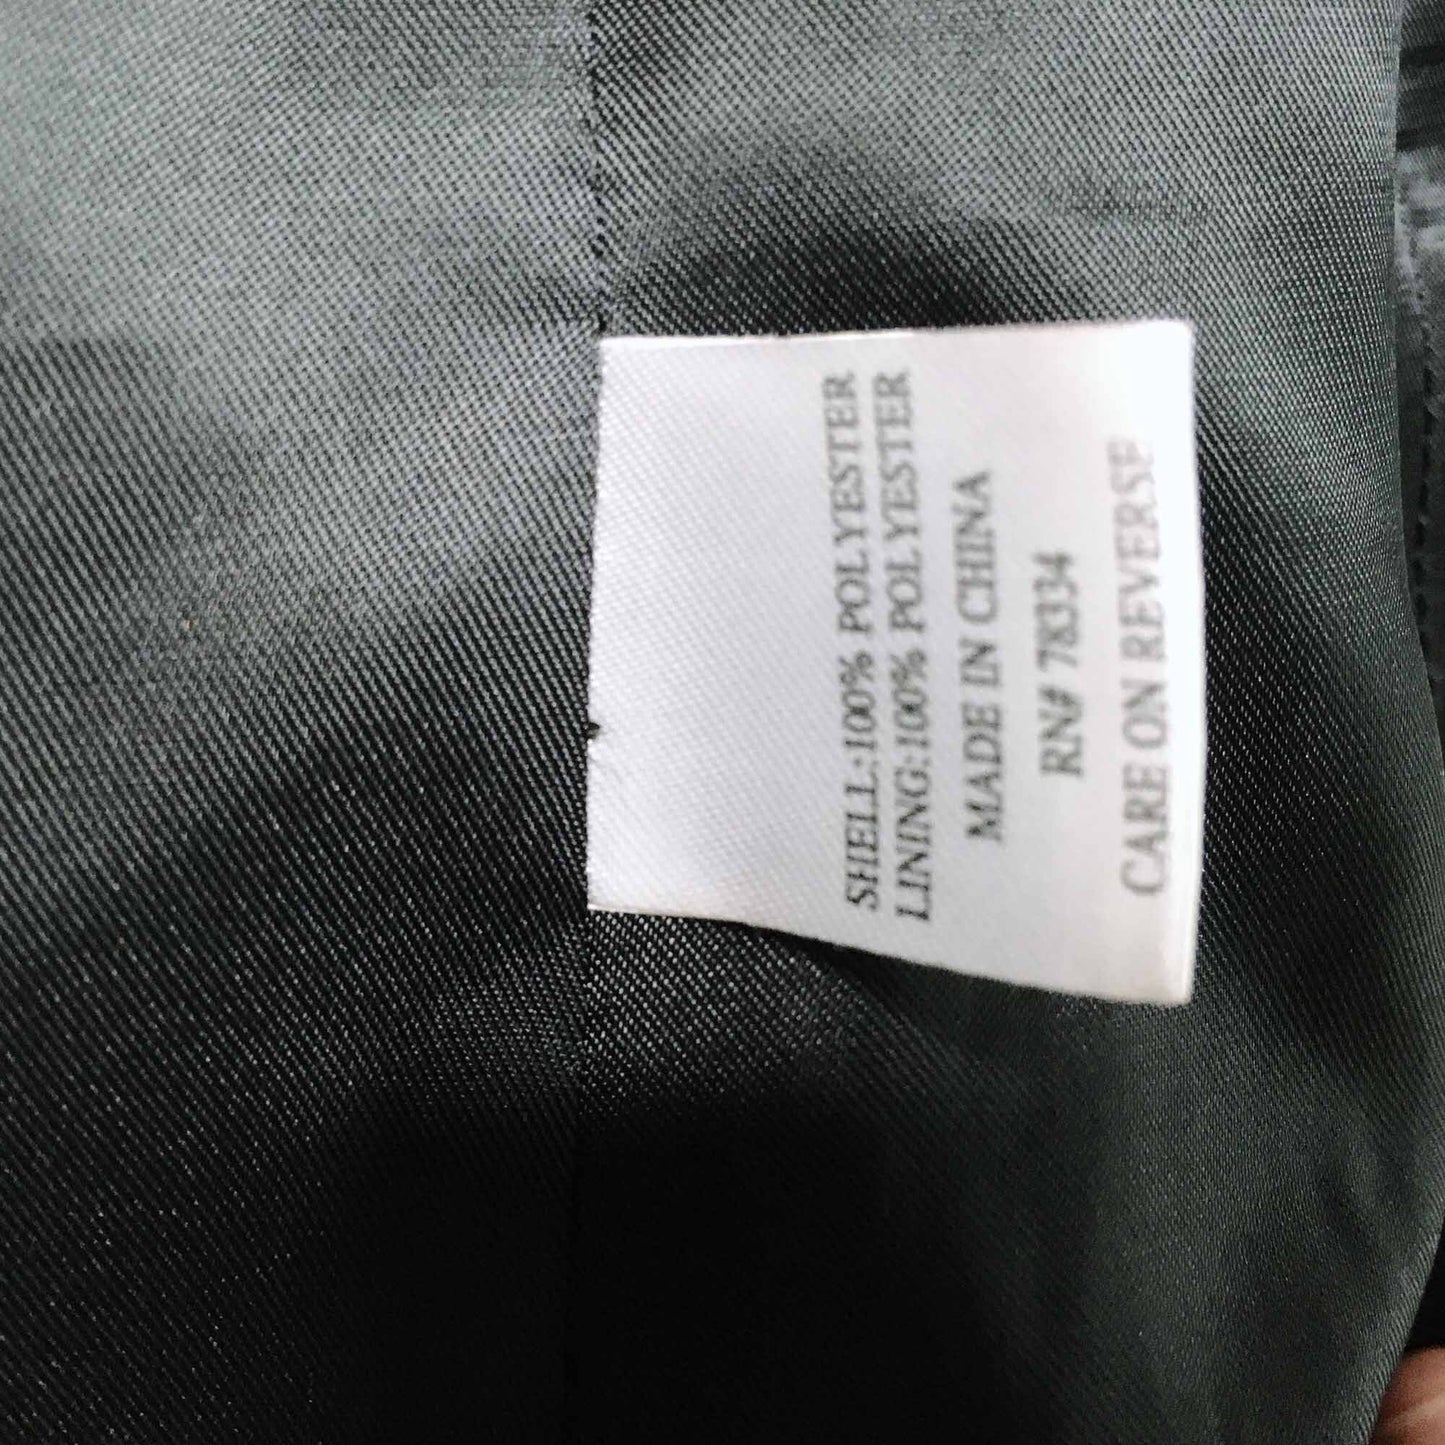 SHELL:100% POLYESTER
LINING:100% POLYESTER
MADE IN CHINA
RN# 78334
CARE ON REVERSE